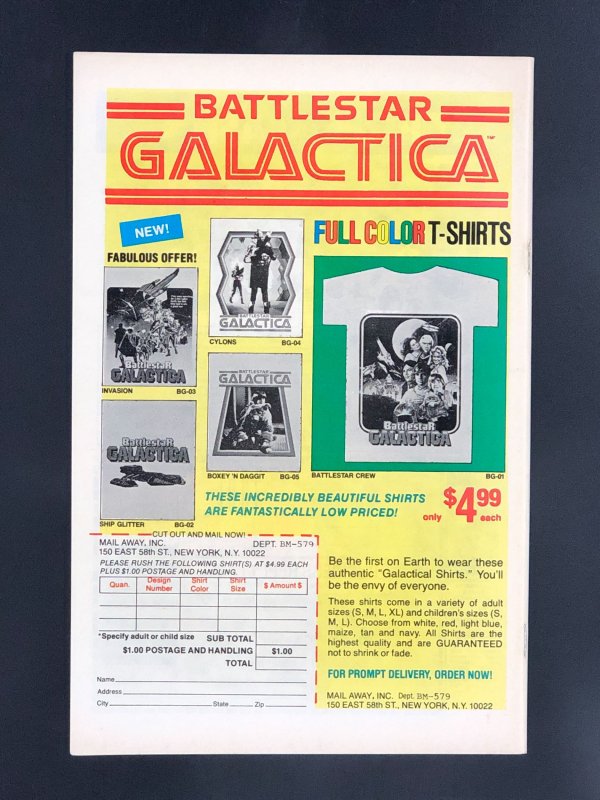 BATTLESTAR
GALACTICA™
NEW!
FABULOUS OFFER!
FULL COLOR T-SHIRTS
BATTLESTAR
GALACTICA
CYLONS BG-04
BattlestaR
GALACTICA
INVASION BG-03
BATTLESTAR
GALACTICA
BOXEY 'N DAGGIT BG-05
BattlestaR
GALACTICA
SHIP GLITTER BG-02
BattlestaR
GALACTICA
BATTLESTAR CREW BG-01
THESE INCREDIBLY BEAUTIFUL SHIRTS
ARE FANTASTICALLY LOW PRICED!
only $4.99 each
CUT OUT AND MAIL NOW!
MAIL AWAY, INC. DEPT. BM-579
150 EAST 58th ST., NEW YORK, N.Y. 10022
PLEASE RUSH THE FOLLOWING SHIRT(S) AT $4.99 EACH
PLUS $1.00 POSTAGE AND HANDLING.
Quan. Design Number Shirt Color Shirt Size $ Amount $
*Specify adult or child size SUB TOTAL
$1.00 POSTAGE AND HANDLING $1.00
TOTAL
Name
Address
City State Zip
Be the first on Earth to wear these
authentic "Galactical Shirts." You'll
be the envy of everyone.
These shirts come in a variety of adult
sizes (S, M, L, XL) and children's sizes (S,
M, L). Choose from white, red, light blue,
maize, tan and navy. All Shirts are the
highest quality and are GUARANTEED
not to shrink or fade.
FOR PROMPT DELIVERY, ORDER NOW!
MAIL AWAY, INC. Dept. BM-579
150 EAST 58th ST., NEW YORK, N.Y. 10022